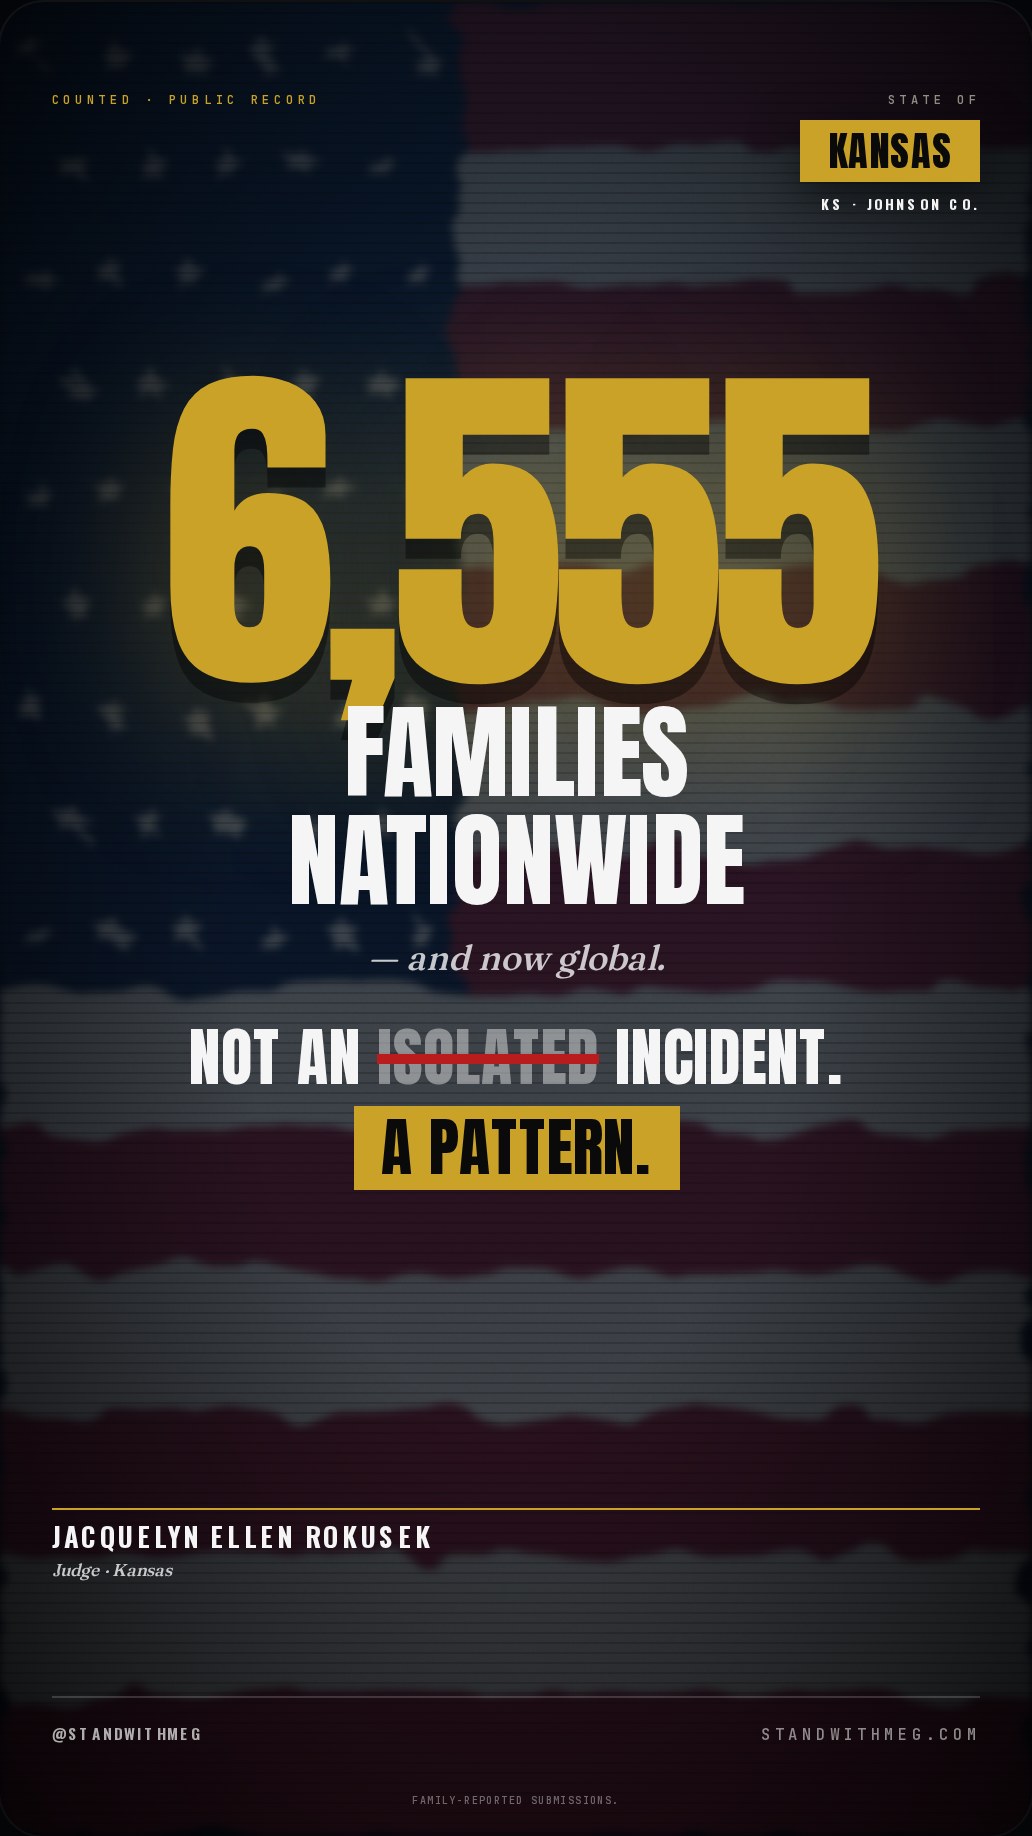 COUNTED · PUBLIC RECORD
STATE OF
KANSAS
KS · JOHNSON CO.
6,555
FAMILIES
NATIONWIDE
— and now global.
NOT AN ISOLATED INCIDENT.
A PATTERN.
JACQUELYN ELLEN ROKUSEK
Judge · Kansas
@STANDWITHMEG
STANDWITHMEG.COM
FAMILY-REPORTED SUBMISSIONS.